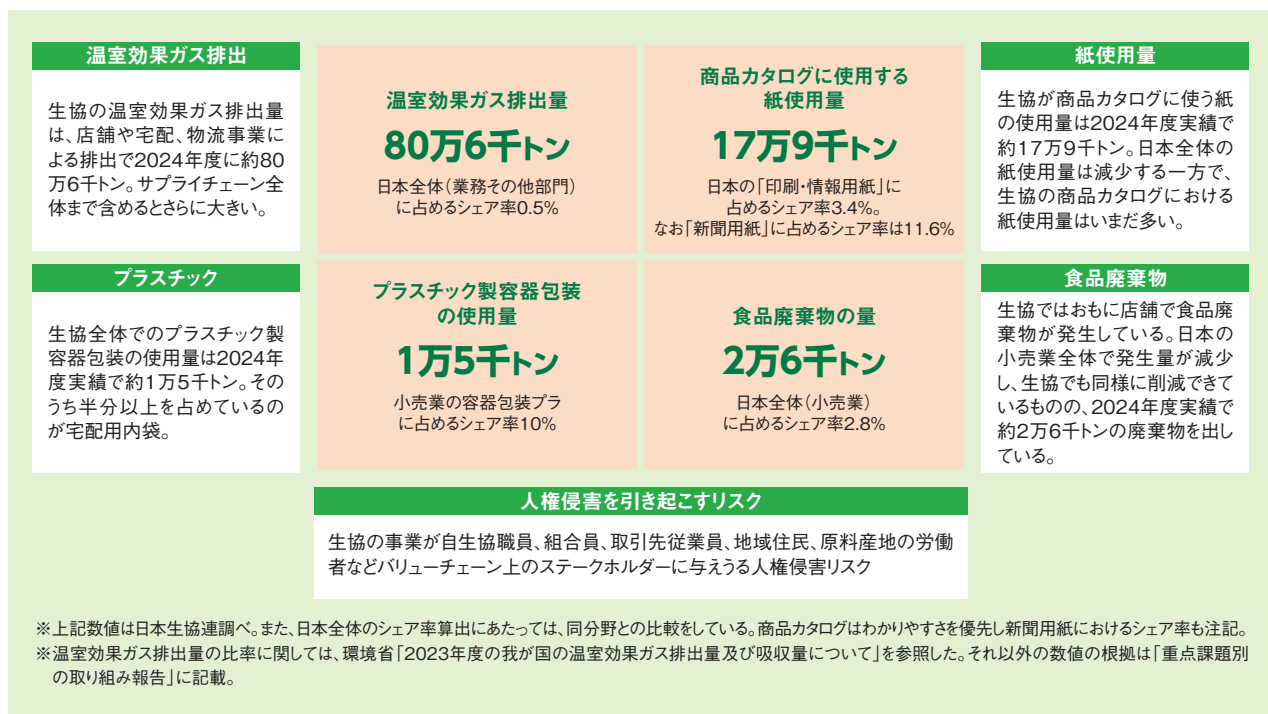 温室効果ガス排出
生協の温室効果ガス排出量
は、店舗や宅配、物流事業に
よる排出で2024年度に約80
万6千トン。サプライチェーン全
体まで含めるとさらに大きい。
温室効果ガス排出量
80万6千トン
日本全体(業務その他部門)
に占めるシェア率0.5%
商品カタログに使用する
紙使用量
17万9千トン
日本の「印刷・情報用紙」に
占めるシェア率3.4%。
なお「新聞用紙」に占めるシェア率は11.6%
紙使用量
生協が商品カタログに使う紙
の使用量は2024年度実績で
約17万9千トン。日本全体の
紙使用量は減少する一方で、
生協の商品カタログにおける
紙使用量はいまだ多い。
プラスチック
生協全体でのプラスチック製
容器包装の使用量は2024年
度実績で約1万5千トン。その
うち半分以上を占めているの
が宅配用内袋。
プラスチック製容器包装
の使用量
1万5千トン
小売業の容器包装プラ
に占めるシェア率10%
食品廃棄物の量
2万6千トン
日本全体(小売業)
に占めるシェア率2.8%
食品廃棄物
生協ではおもに店舗で食品廃
棄物が発生している。日本の
小売業全体で発生量が減少
し、生協でも同様に削減できて
いるものの、2024年度実績で
約2万6千トンの廃棄物を出し
ている。
人権侵害を引き起こすリスク
生協の事業が自生協職員、組合員、取引先従業員、地域住民、原料産地の労働
者などバリューチェーン上のステークホルダーに与えうる人権侵害リスク
※上記数値は日本生協連調べ。また、日本全体のシェア率算出にあたっては、同分野との比較をしている。商品カタログはわかりやすさを優先し新聞用紙におけるシェア率も注記。
※温室効果ガス排出量の比率に関しては、環境省「2023年度の我が国の温室効果ガス排出量及び吸収量について」を参照した。それ以外の数値の根拠は「重点課題別
の取り組み報告」に記載。